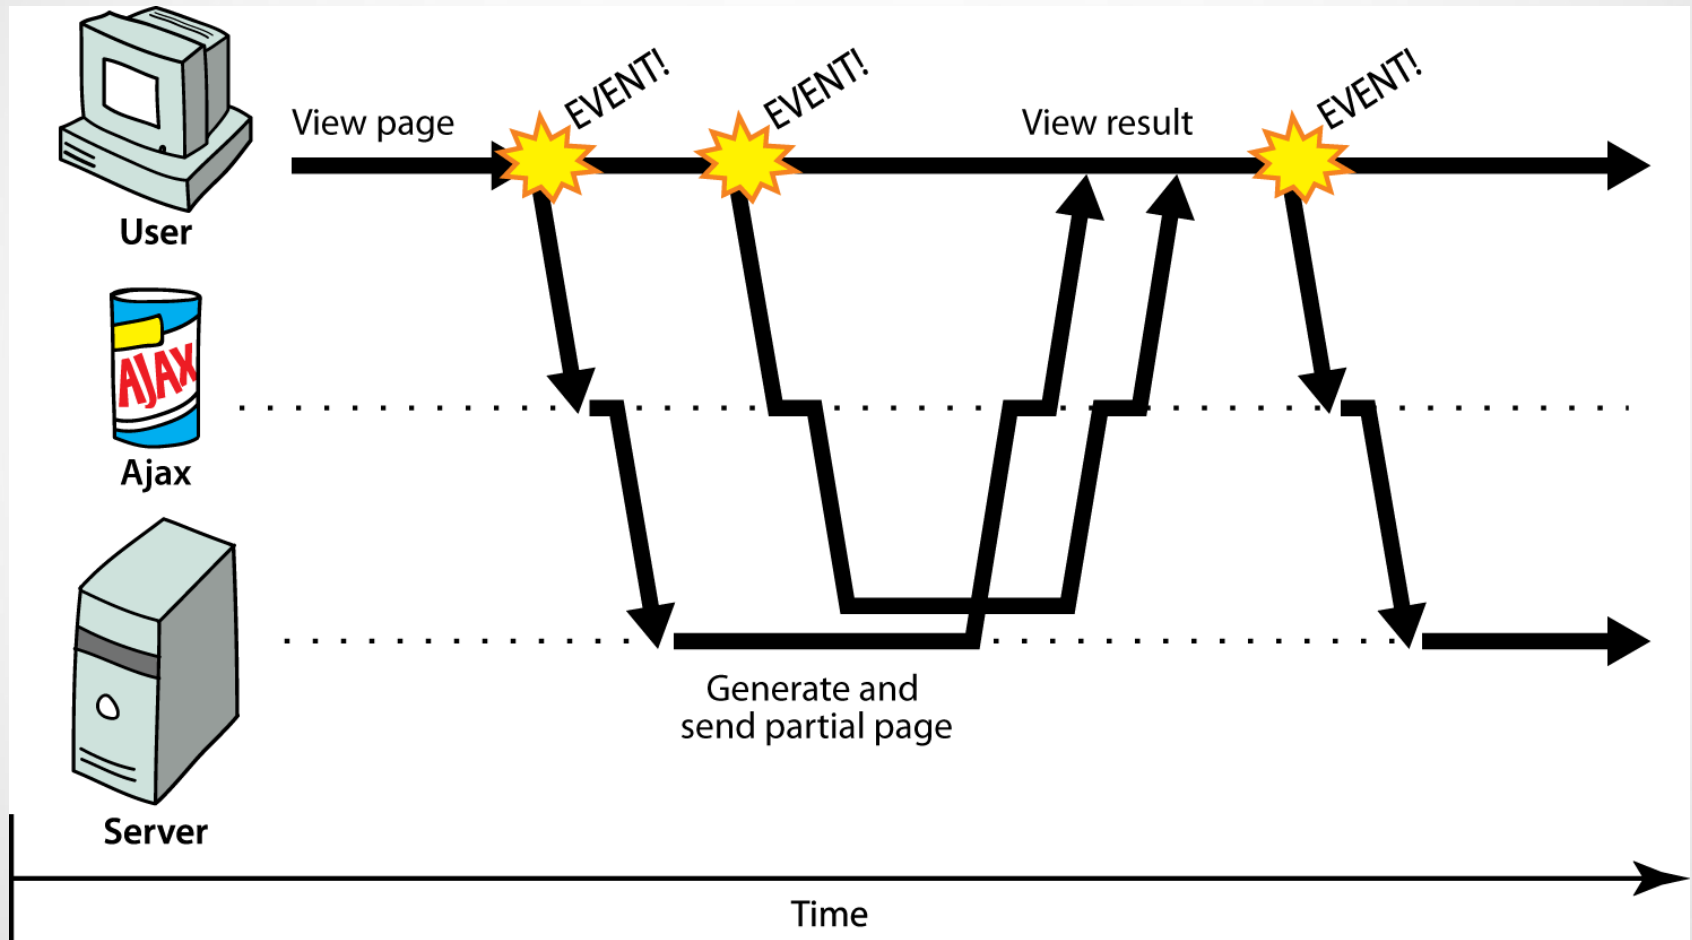 View page
EVENT!
EVENT!
View result
EVENT!
User
AJAX
Ajax
Generate and
send partial page
Server
Time